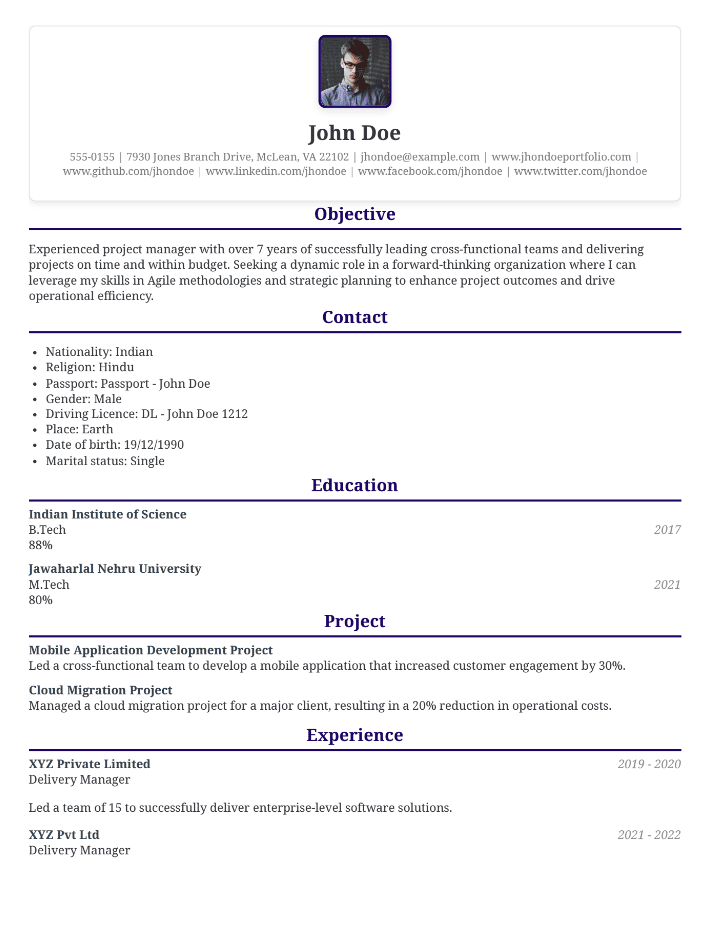 John Doe
555-0155 | 7930 Jones Branch Drive, McLean, VA 22102 | jhondoe@example.com | www.jhondoeportfolio.com |
www.github.com/jhondoe | www.linkedin.com/jhondoe | www.facebook.com/jhondoe | www.twitter.com/jhondoe
Objective
Experienced project manager with over 7 years of successfully leading cross-functional teams and delivering
projects on time and within budget. Seeking a dynamic role in a forward-thinking organization where I can
leverage my skills in Agile methodologies and strategic planning to enhance project outcomes and drive
operational efficiency.
Contact
• Nationality: Indian
• Religion: Hindu
• Passport: Passport - John Doe
• Gender: Male
• Driving Licence: DL - John Doe 1212
• Place: Earth
• Date of birth: 19/12/1990
• Marital status: Single
Education
Indian Institute of Science
B.Tech 2017
88%
Jawaharlal Nehru University
M.Tech 2021
80%
Project
Mobile Application Development Project
Led a cross-functional team to develop a mobile application that increased customer engagement by 30%.
Cloud Migration Project
Managed a cloud migration project for a major client, resulting in a 20% reduction in operational costs.
Experience
XYZ Private Limited 2019 - 2020
Delivery Manager
Led a team of 15 to successfully deliver enterprise-level software solutions.
XYZ Pvt Ltd 2021 - 2022
Delivery Manager